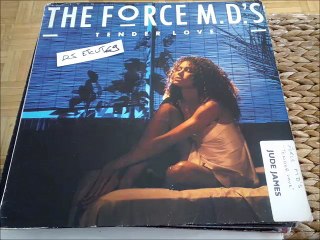 THE FORCE M.D.'S
TENDER LOVE
JUDE JAMES